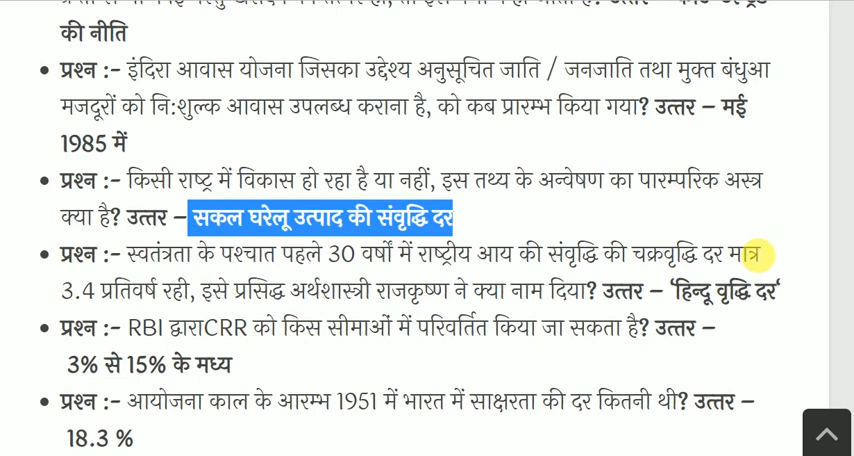 की नीति
प्रश्न :- इंदिरा आवास योजना जिसका उद्देश्य अनुसूचित जाति / जनजाति तथा मुक्त बंधुआ
मजदूरों को नि:शुल्क आवास उपलब्ध कराना है, को कब प्रारम्भ किया गया? उत्तर – मई
1985 में
प्रश्न :- किसी राष्ट्र में विकास हो रहा है या नहीं, इस तथ्य के अन्वेषण का पारम्परिक अस्त्र
क्या है? उत्तर – सकल घरेलू उत्पाद की संवृद्धि दर
प्रश्न :- स्वतंत्रता के पश्चात पहले 30 वर्षों में राष्ट्रीय आय की संवृद्धि की चक्रवृद्धि दर मात्र
3.4 प्रतिवर्ष रही, इसे प्रसिद्ध अर्थशास्त्री राजकृष्ण ने क्या नाम दिया? उत्तर – ‘हिन्दू वृद्धि दर‘
प्रश्न :- RBI द्वाराCRR को किस सीमाओं में परिवर्तित किया जा सकता है? उत्तर –
3% से 15% के मध्य
प्रश्न :- आयोजना काल के आरम्भ 1951 में भारत में साक्षरता की दर कितनी थी? उत्तर –
18.3 %